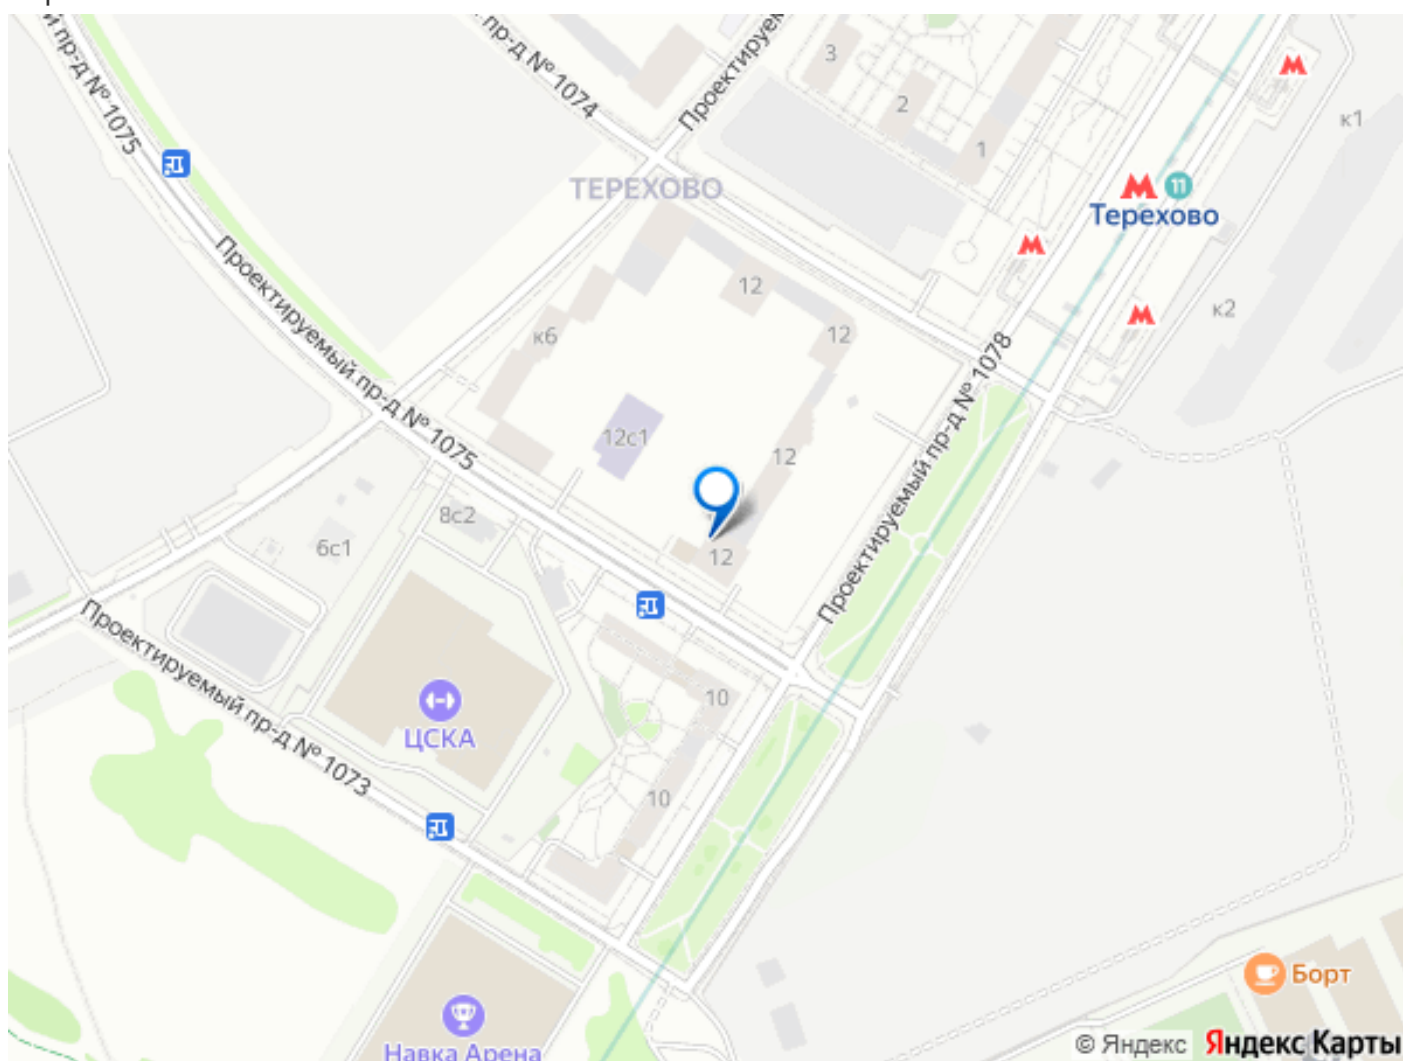 й пр-д № 1075
пр-д № 1074
Проектируем
3
2
1
к1
ТЕРЕХОВО
11
Терехово
Проектируемый пр-д № 1075
12
к6
12
к2
Проектируемый пр-д № 1078
12с1
12
8с2
6с1
12
Проектируемый пр-д № 1073
10
ЦСКА
10
Борт
Навка Арена
© Яндекс Яндекс Карты